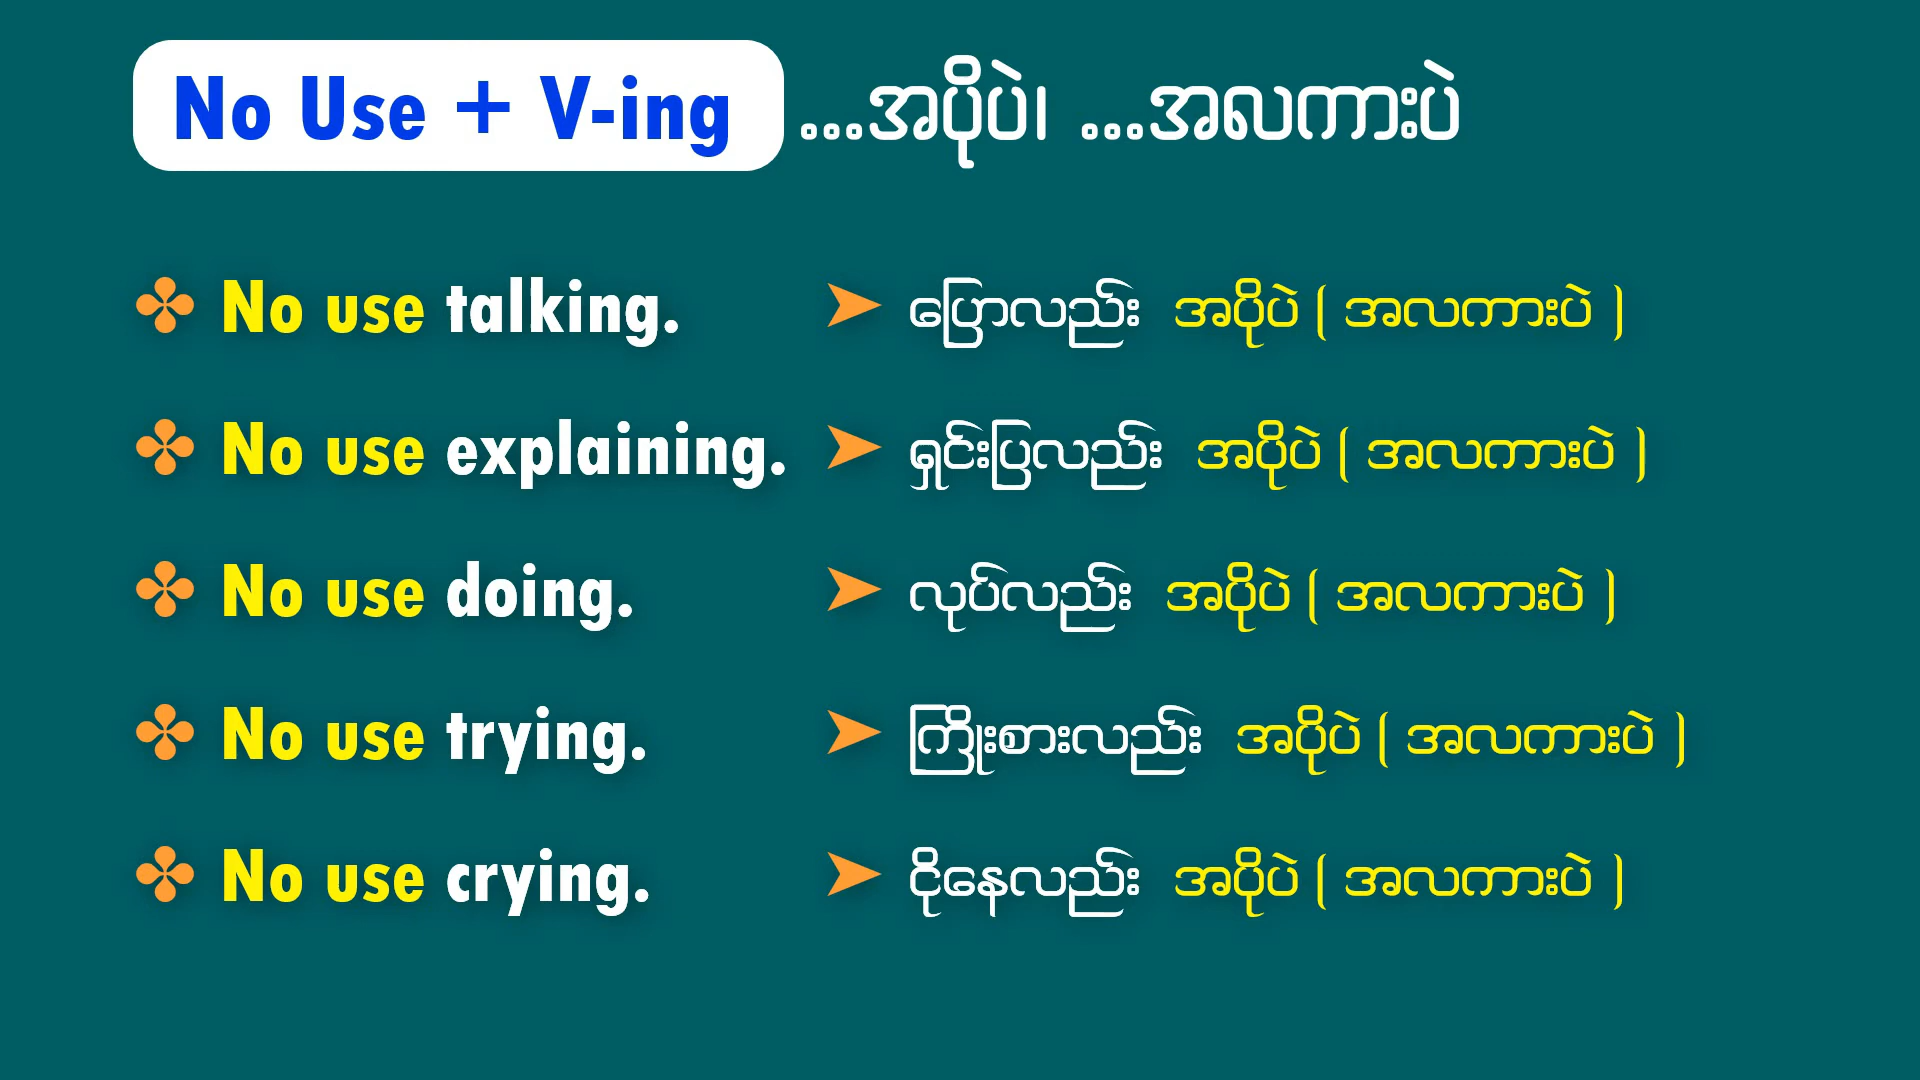 No Use + V-ing ...အပိုပဲ၊ ...အလကားပဲ
No use talking. ပြောလည်း အပိုပဲ ( အလကားပဲ )
No use explaining. ရှင်းပြလည်း အပိုပဲ ( အလကားပဲ )
No use doing. လုပ်လည်း အပိုပဲ ( အလကားပဲ )
No use trying. ကြိုးစားလည်း အပိုပဲ ( အလကားပဲ )
No use crying. ငိုနေလည်း အပိုပဲ ( အလကားပဲ )